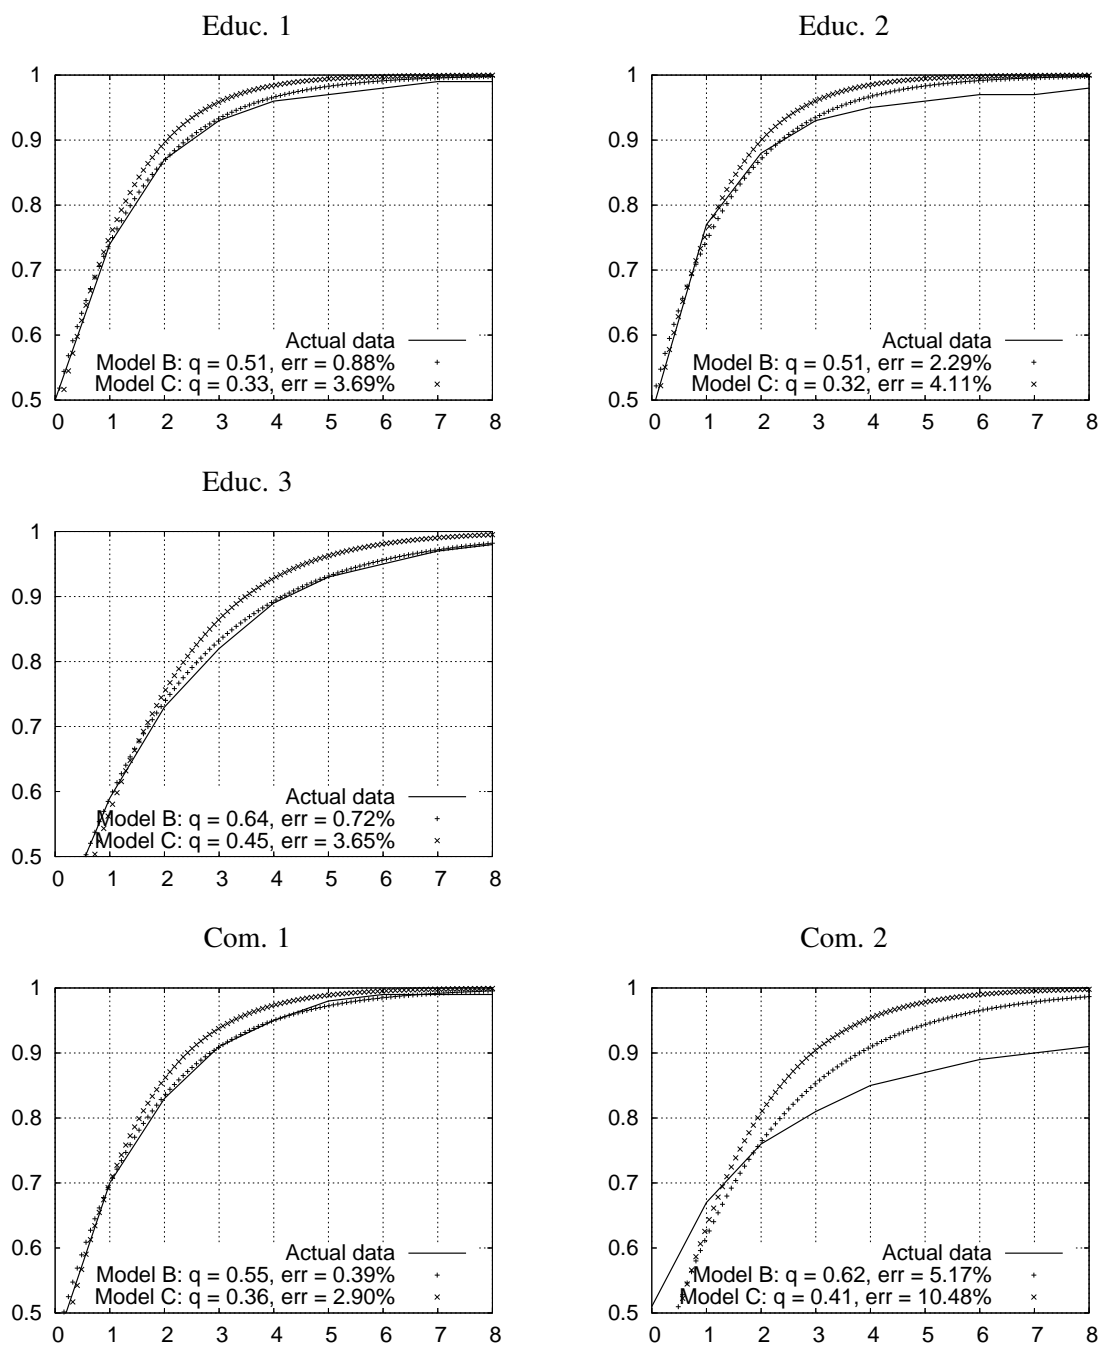 Educ. 1
1
0.9
0.8
0.7
0.6
0.5
Actual data
Model B: q = 0.51, err = 0.88%
Model C: q = 0.33, err = 3.69%
0 1 2 3 4 5 6 7 8
Educ. 2
1
0.9
0.8
0.7
0.6
0.5
Actual data
Model B: q = 0.51, err = 2.29%
Model C: q = 0.32, err = 4.11%
0 1 2 3 4 5 6 7 8
Educ. 3
1
0.9
0.8
0.7
0.6
0.5
Actual data
Model B: q = 0.64, err = 0.72%
Model C: q = 0.45, err = 3.65%
0 1 2 3 4 5 6 7 8
Com. 1
1
0.9
0.8
0.7
0.6
0.5
Actual data
Model B: q = 0.55, err = 0.39%
Model C: q = 0.36, err = 2.90%
0 1 2 3 4 5 6 7 8
Com. 2
1
0.9
0.8
0.7
0.6
0.5
Actual data
Model B: q = 0.62, err = 5.17%
Model C: q = 0.41, err = 10.48%
0 1 2 3 4 5 6 7 8